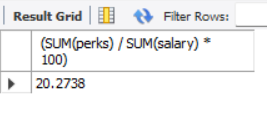 Result Grid Filter Rows:
(SUM(perks) / SUM(salary) *
100)
20.2738